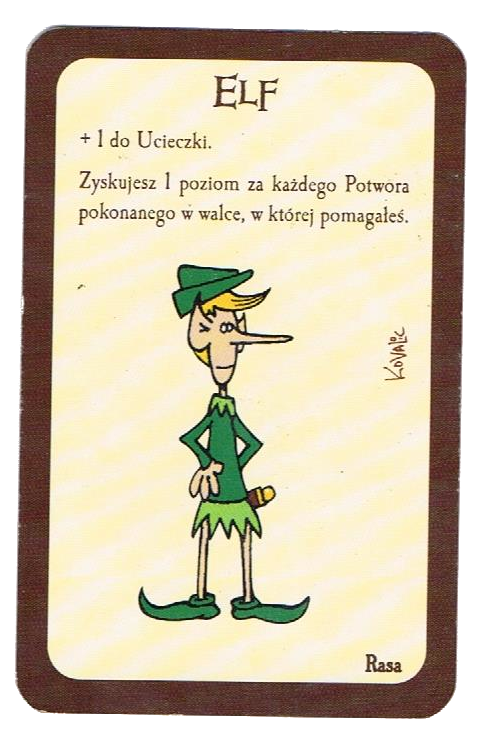 ELF
+ 1 do Ucieczki.
Zyskujesz 1 poziom za każdego Potwora
pokonanego w walce, w której pomagałeś.
KOVALIC
Rasa